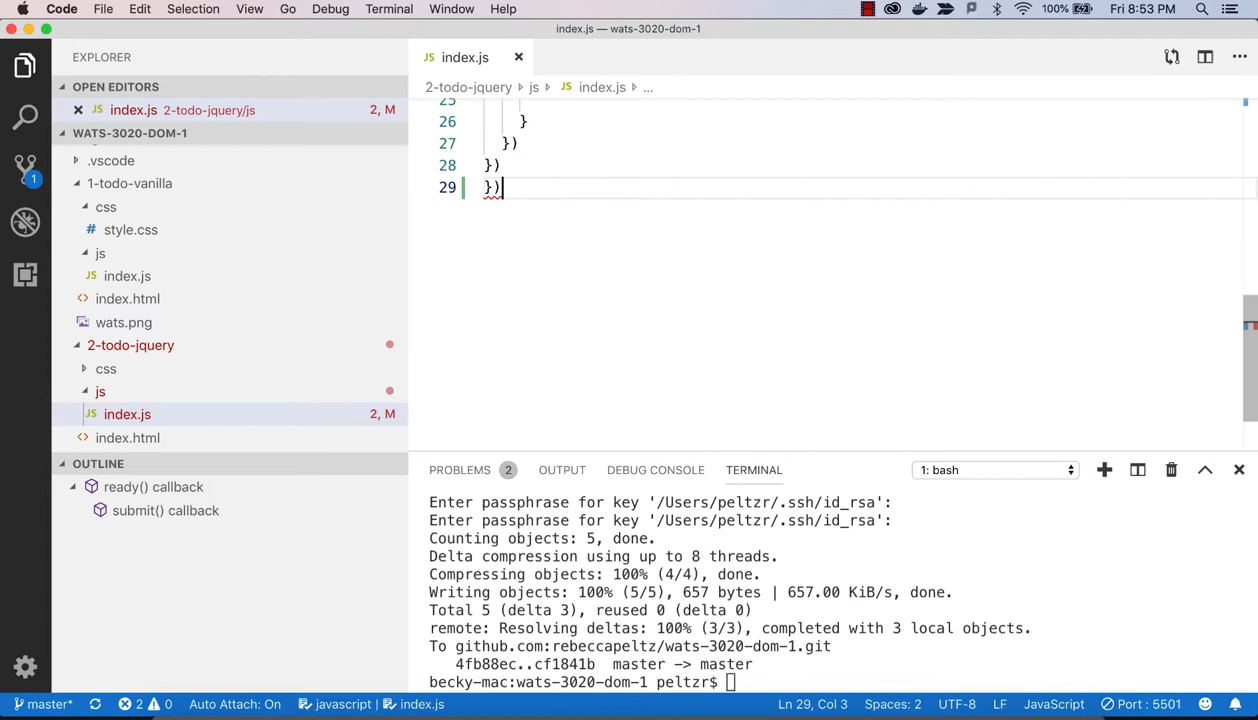 Code File Edit Selection View Go Debug Terminal Window Help 100% Fri 8:53 PM
index.js — wats-3020-dom-1
EXPLORER
OPEN EDITORS
JS index.js 2-todo-jquery/js 2, M
WATS-3020-DOM-1
.vscode
1-todo-vanilla
css
# style.css
js
JS index.js
<> index.html
wats.png
2-todo-jquery
css
js
JS index.js 2, M
<> index.html
OUTLINE
ready() callback
submit() callback
1
JS index.js
2-todo-jquery js JS index.js ...
25
26 }
27 })
28 })
29 })
PROBLEMS 2 OUTPUT DEBUG CONSOLE TERMINAL 1: bash
Enter passphrase for key '/Users/peltzr/.ssh/id_rsa':
Enter passphrase for key '/Users/peltzr/.ssh/id_rsa':
Counting objects: 5, done.
Delta compression using up to 8 threads.
Compressing objects: 100% (4/4), done.
Writing objects: 100% (5/5), 657 bytes | 657.00 KiB/s, done.
Total 5 (delta 3), reused 0 (delta 0)
remote: Resolving deltas: 100% (3/3), completed with 3 local objects.
To github.com:rebeccapeltz/wats-3020-dom-1.git
4fb88ec..cf1841b master -> master
becky-mac:wats-3020-dom-1 peltzr$
master* 2 0 Auto Attach: On javascript | index.js Ln 29, Col 3 Spaces: 2 UTF-8 LF JavaScript Port : 5501